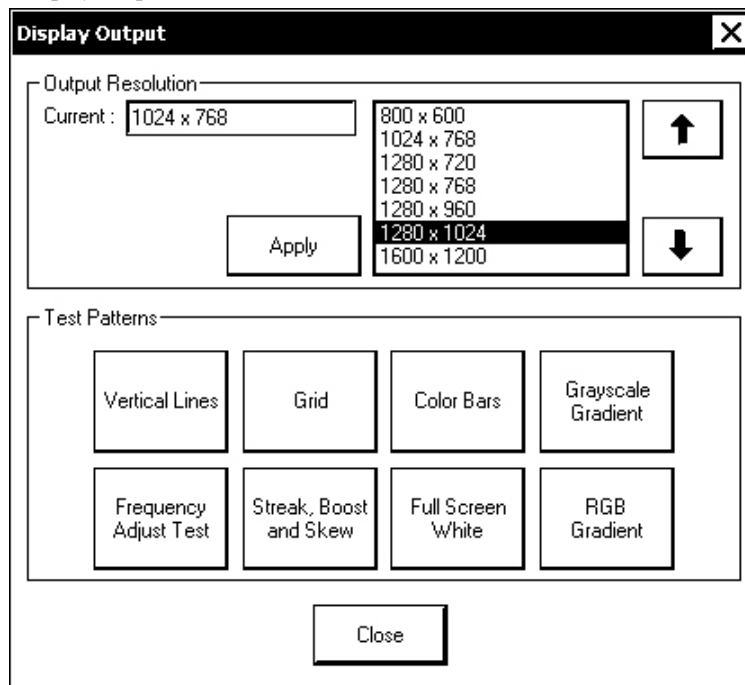 Display Output
Output Resolution
Current : 1024 x 768
800 x 600
1024 x 768
1280 x 720
1280 x 768
1280 x 960
1280 x 1024
1600 x 1200
Apply
Test Patterns
Vertical Lines
Grid
Color Bars
Grayscale
Gradient
Frequency
Adjust Test
Streak, Boost
and Skew
Full Screen
White
RGB
Gradient
Close